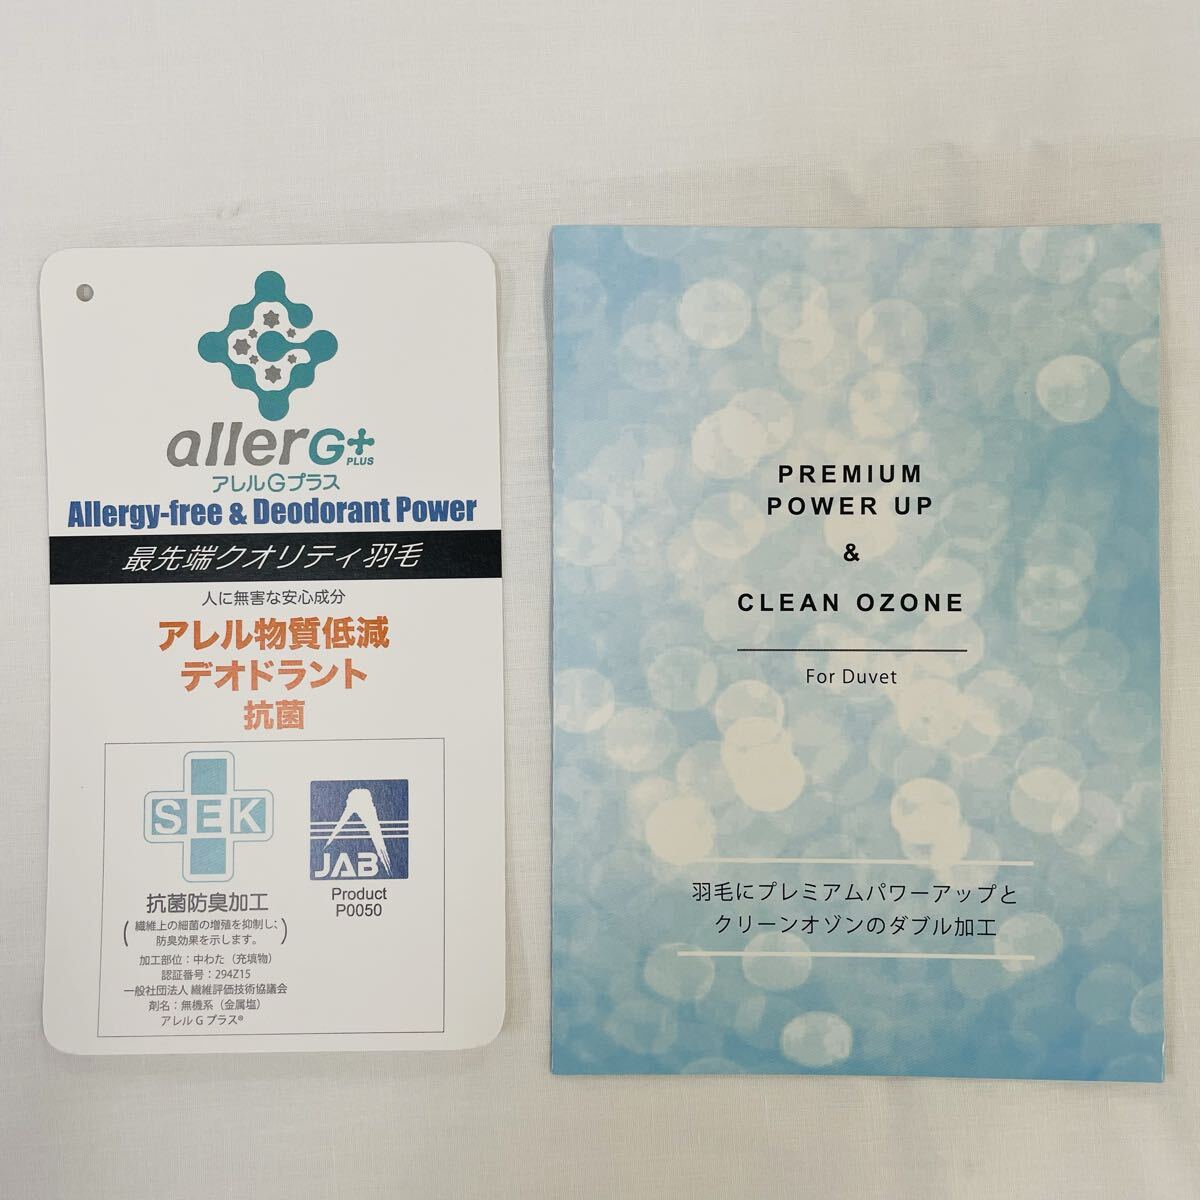 allerG+
PLUS
アレルGプラス
Allergy-free & Deodorant Power
最先端クオリティ羽毛
人に無害な安心成分
アレル物質低減
デオドラント
抗菌
SEK
抗菌防臭加工
(繊維上の細菌の増殖を抑制し、
防臭効果を示します。)
加工部位：中わた（充填物）
認証番号：294Z15
一般社団法人 繊維評価技術協議会
剤名：無機系（金属塩）
アレルGプラス®
JAB
Product
P0050
PREMIUM
POWER UP
&
CLEAN OZONE
For Duvet
羽毛にプレミアムパワーアップと
クリーンオゾンのダブル加工